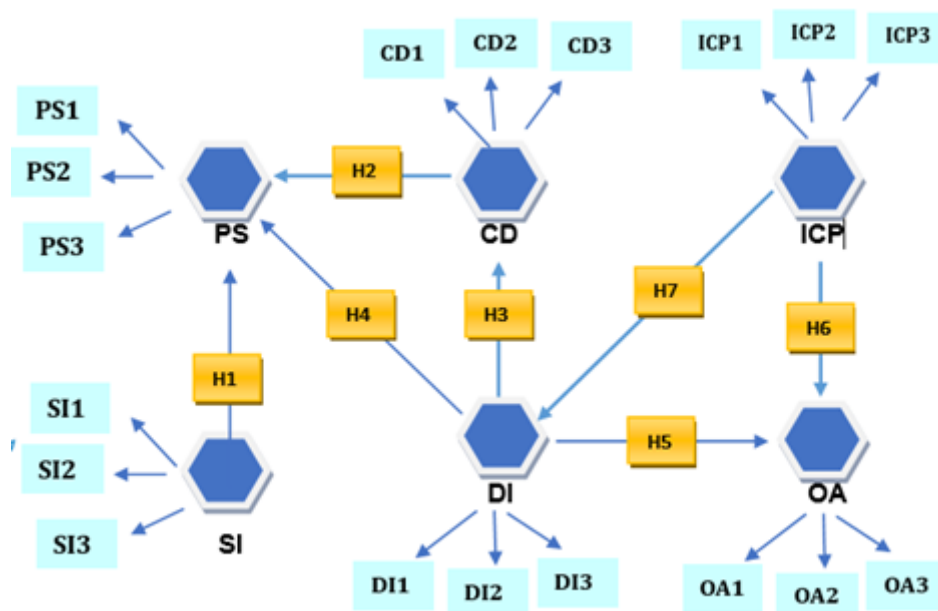 CD1
CD2
CD3
ICP1
ICP2
ICP3
PS1
PS2
PS3
H2
PS
CD
ICP
H7
H4
H3
H6
H1
SI1
SI2
SI3
H5
SI
DI
OA
DI1
DI2
DI3
OA1
OA2
OA3